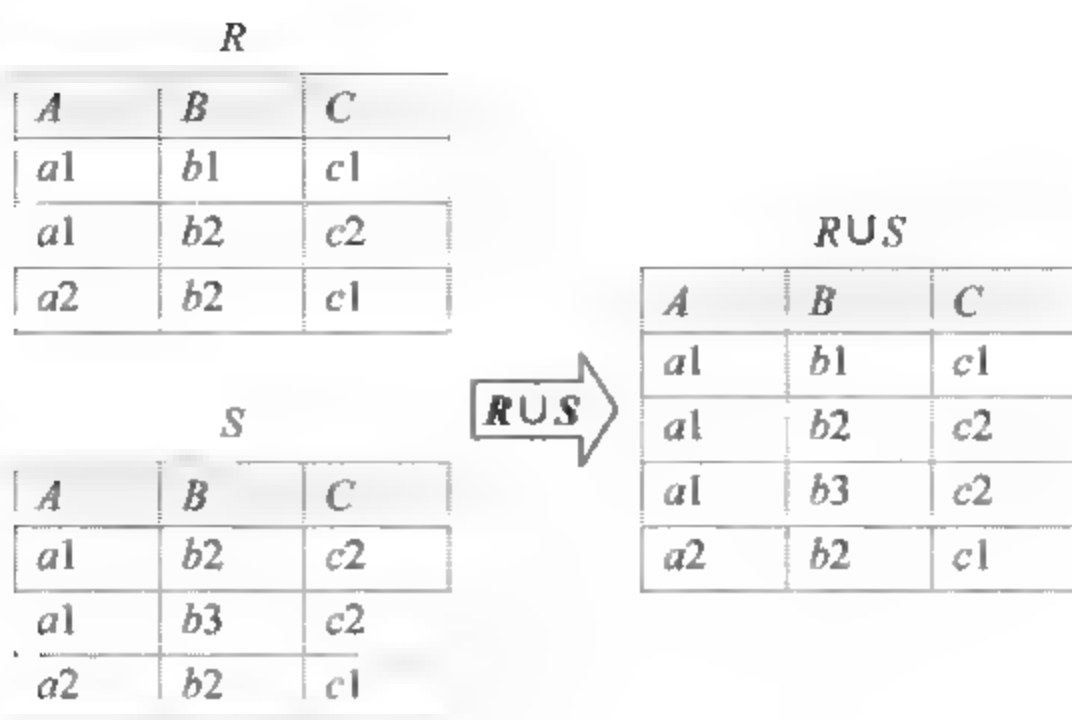 R
A B C
a1 b1 c1
a1 b2 c2
a2 b2 c1
S
A B C
a1 b2 c2
a1 b3 c2
a2 b2 c1
R∪S
R∪S
A B C
a1 b1 c1
a1 b2 c2
a1 b3 c2
a2 b2 c1